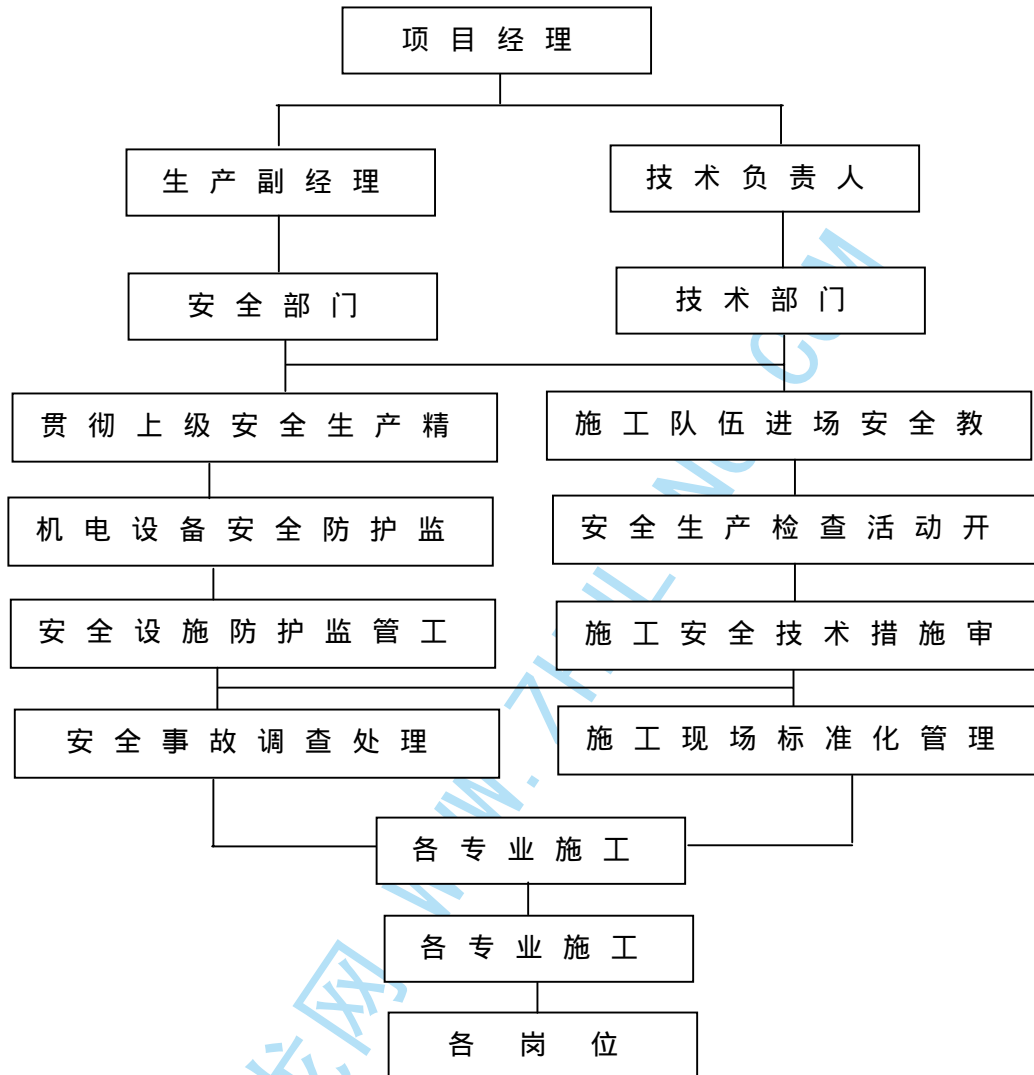 项目经理
生产副经理
技术负责人
安全部门
技术部门
贯彻上级安全生产精
施工队伍进场安全教
机电设备安全防护监
安全生产检查活动开
安全设施防护监管工
施工安全技术措施审
安全事故调查处理
施工现场标准化管理
各专业施工
各专业施工
各岗位
龙网 WWW.ZHULONG.COM